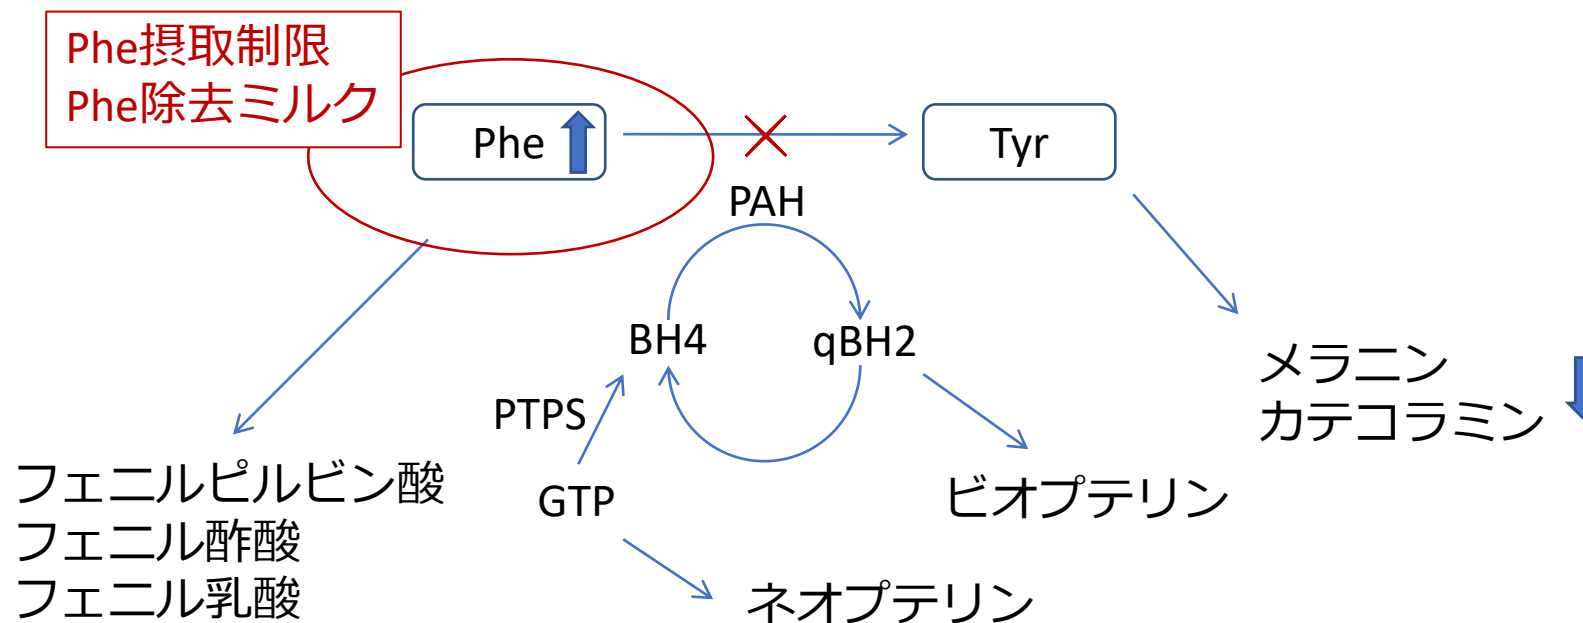 Phe摂取制限
Phe除去ミルク
Phe
Tyr
PAH
BH4
qBH2
PTPS
GTP
メラニン
カテコラミン
フェニルピルビン酸
フェニル酢酸
フェニル乳酸
ビオプテリン
ネオプテリン